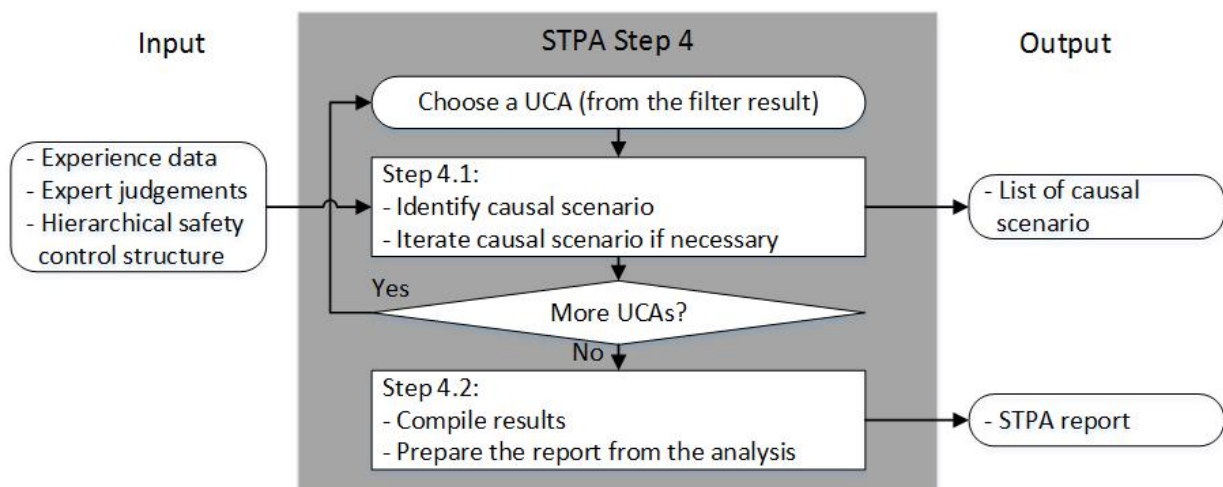 Input
STPA Step 4
Output
Choose a UCA (from the filter result)
- Experience data
- Expert judgements
- Hierarchical safety
control structure
Step 4.1:
- Identify causal scenario
- Iterate causal scenario if necessary
- List of causal
scenario
Yes
More UCAs?
No
Step 4.2:
- Compile results
- Prepare the report from the analysis
- STPA report